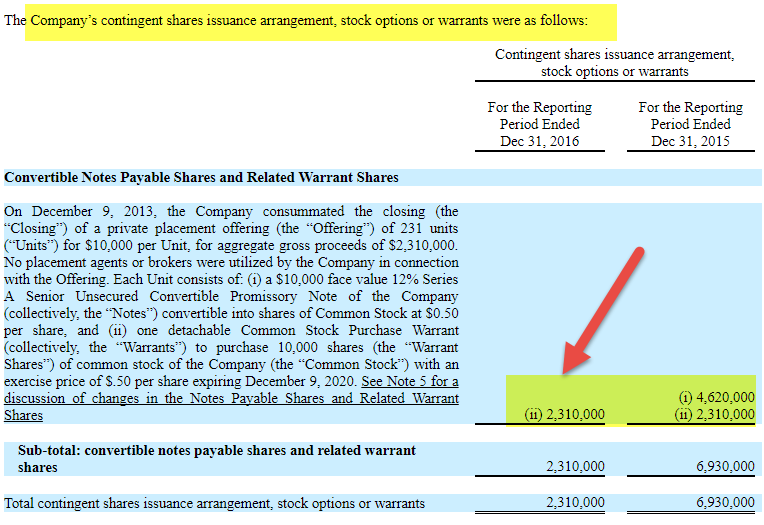 The Company’s contingent shares issuance arrangement, stock options or warrants were as follows:
Contingent shares issuance arrangement,
stock options or warrants
For the Reporting For the Reporting
Period Ended Period Ended
Dec 31, 2016 Dec 31, 2015
Convertible Notes Payable Shares and Related Warrant Shares
On December 9, 2013, the Company consummated the closing (the
“Closing”) of a private placement offering (the “Offering”) of 231 units
(“Units”) for $10,000 per Unit, for aggregate gross proceeds of $2,310,000.
No placement agents or brokers were utilized by the Company in connection
with the Offering. Each Unit consists of: (i) a $10,000 face value 12% Series
A Senior Unsecured Convertible Promissory Note of the Company
(collectively, the “Notes”) convertible into shares of Common Stock at $0.50
per share, and (ii) one detachable Common Stock Purchase Warrant
(collectively, the “Warrants”) to purchase 10,000 shares (the “Warrant
Shares”) of common stock of the Company (the “Common Stock”) with an
exercise price of $.50 per share expiring December 9, 2020. See Note 5 for a
discussion of changes in the Notes Payable Shares and Related Warrant (i) 4,620,000
Shares (ii) 2,310,000 (ii) 2,310,000
Sub-total: convertible notes payable shares and related warrant
shares 2,310,000 6,930,000
Total contingent shares issuance arrangement, stock options or warrants 2,310,000 6,930,000